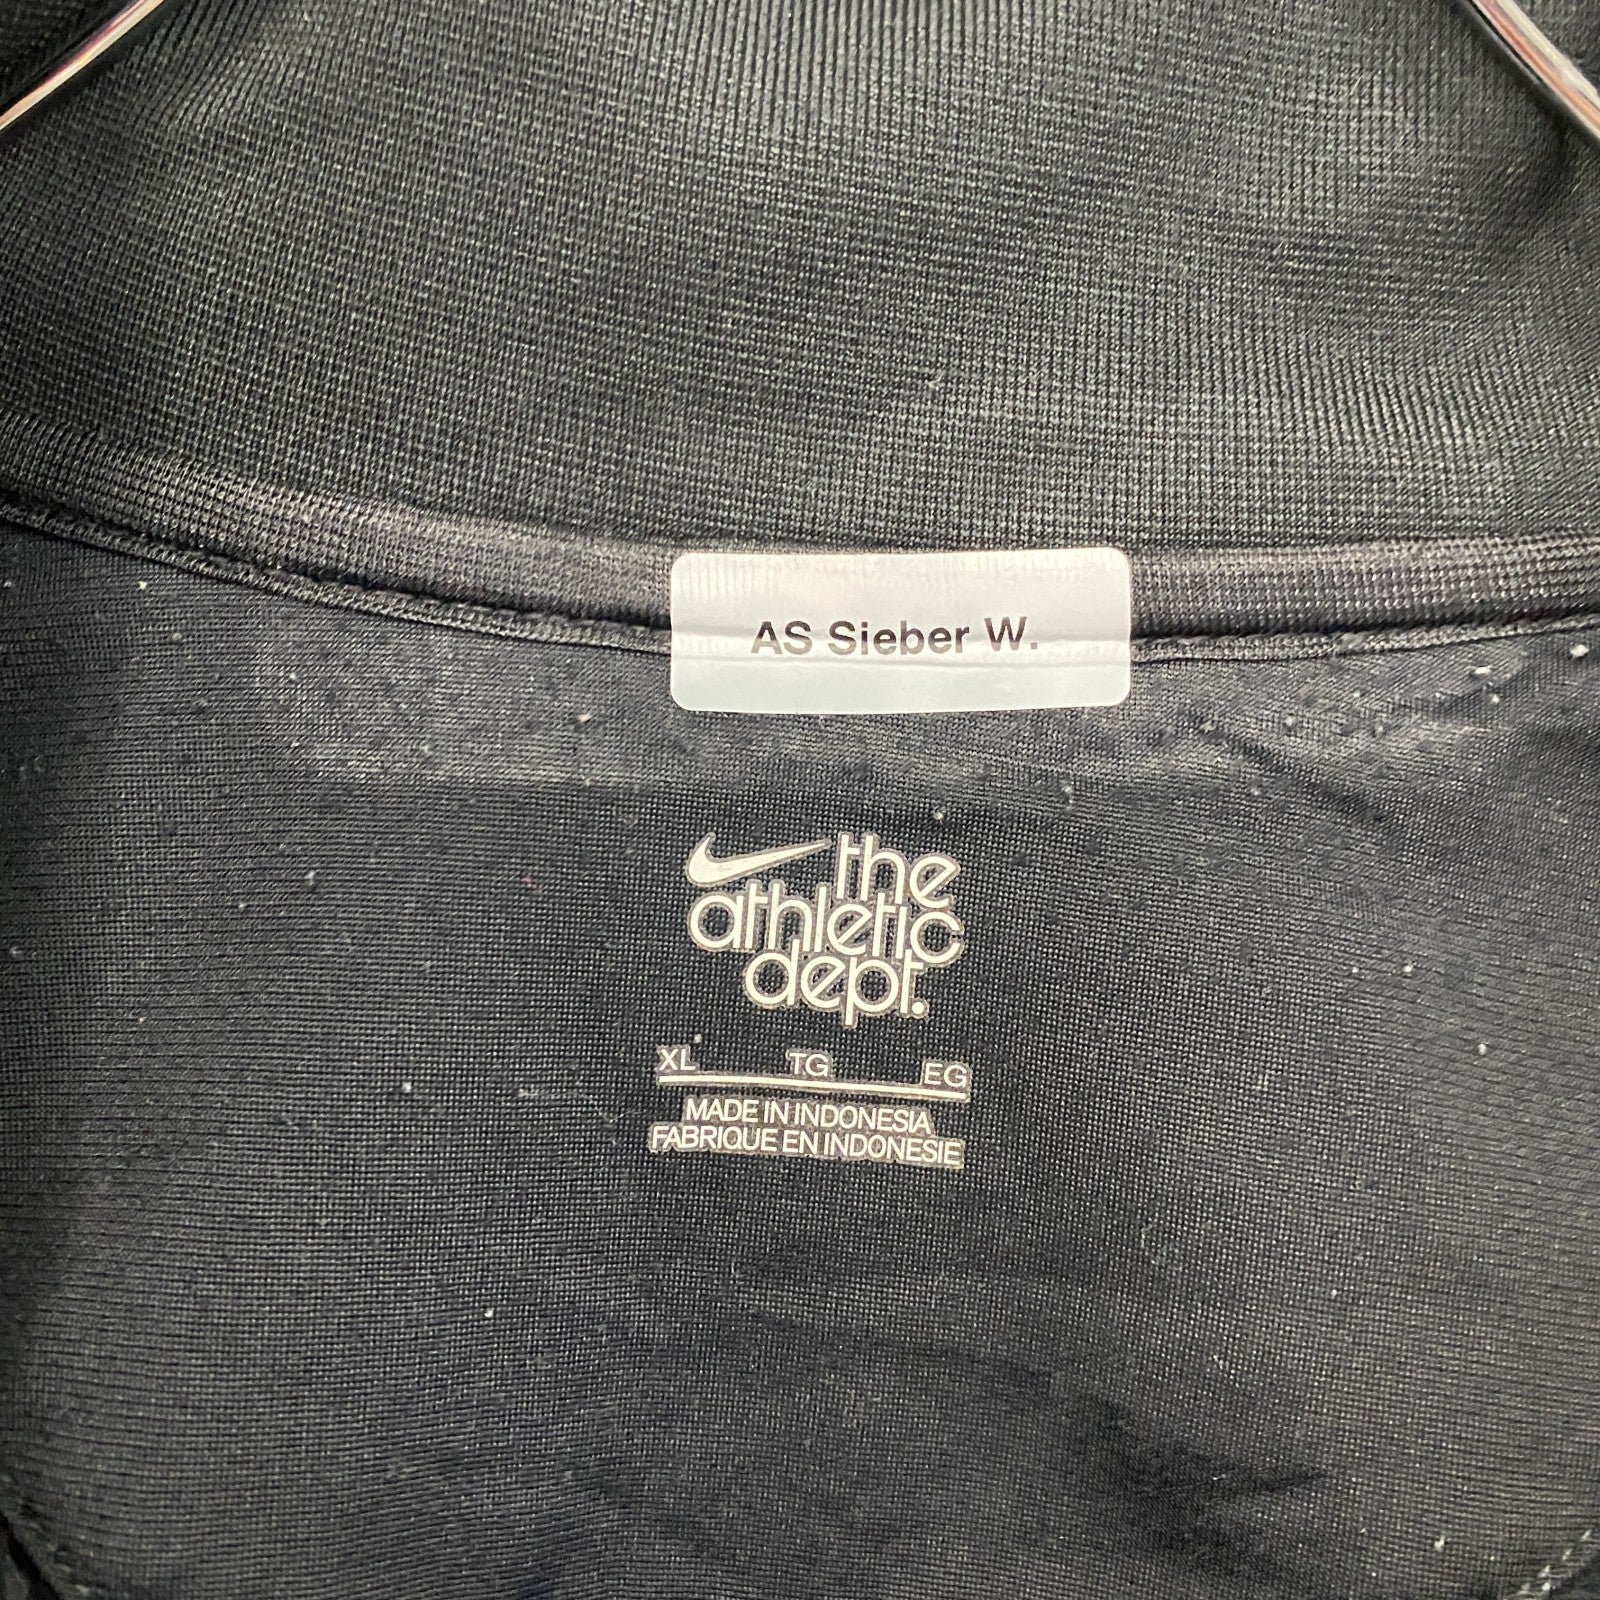 AS Sieber W.
the
athletic
dept.
XL TG EG
MADE IN INDONESIA
FABRIQUE EN INDONESIE